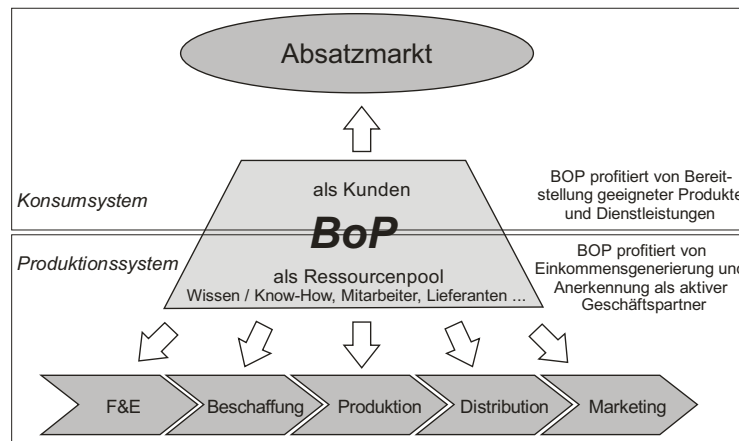 Absatzmarkt
Konsumsystem
als Kunden
BOP profitiert von Bereit-
stellung geeigneter Produkte
und Dienstleistungen
BoP
Produktionssystem
als Ressourcenpool
Wissen / Know-How, Mitarbeiter, Lieferanten ...
BOP profitiert von
Einkommensgenerierung und
Anerkennung als aktiver
Geschäftspartner
F&E
Beschaffung
Produktion
Distribution
Marketing